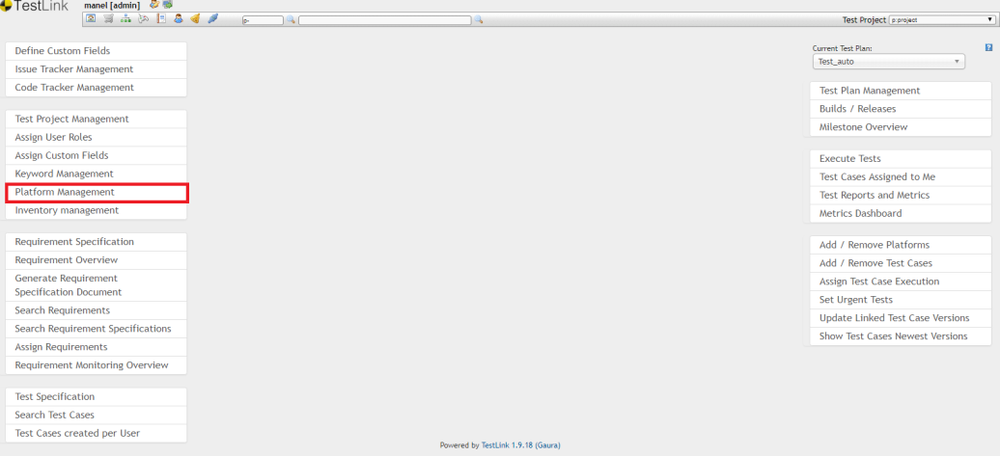 TestLink
manel [admin]
p-
Test Project p:project
Define Custom Fields
Issue Tracker Management
Code Tracker Management
Test Project Management
Assign User Roles
Assign Custom Fields
Keyword Management
Platform Management
Inventory management
Requirement Specification
Requirement Overview
Generate Requirement
Specification Document
Search Requirements
Search Requirement Specifications
Assign Requirements
Requirement Monitoring Overview
Test Specification
Search Test Cases
Test Cases created per User
Current Test Plan:
?
Test_auto
Test Plan Management
Builds / Releases
Milestone Overview
Execute Tests
Test Cases Assigned to Me
Test Reports and Metrics
Metrics Dashboard
Add / Remove Platforms
Add / Remove Test Cases
Assign Test Case Execution
Set Urgent Tests
Update Linked Test Case Versions
Show Test Cases Newest Versions
Powered by TestLink 1.9.18 (Gaura)